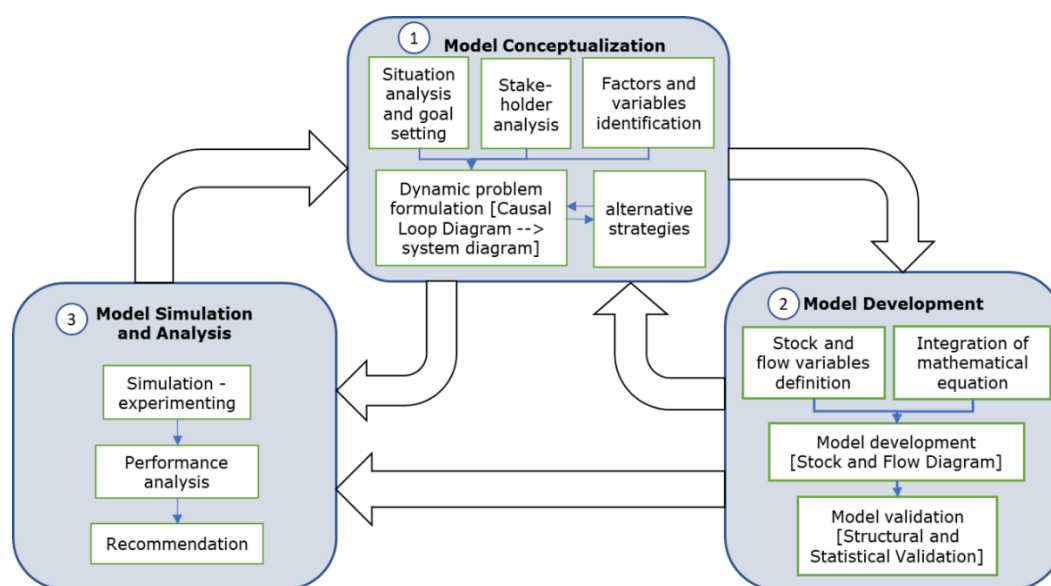 1
Model Conceptualization
Situation
analysis
and goal
setting
Stake-
holder
analysis
Factors and
variables
identification
Dynamic problem
formulation [Causal
Loop Diagram -->
system diagram]
alternative
strategies
2
Model Development
Stock and
flow variables
definition
Integration of
mathematical
equation
Model development
[Stock and Flow Diagram]
Model validation
[Structural and
Statistical Validation]
3
Model Simulation
and Analysis
Simulation -
experimenting
Performance
analysis
Recommendation